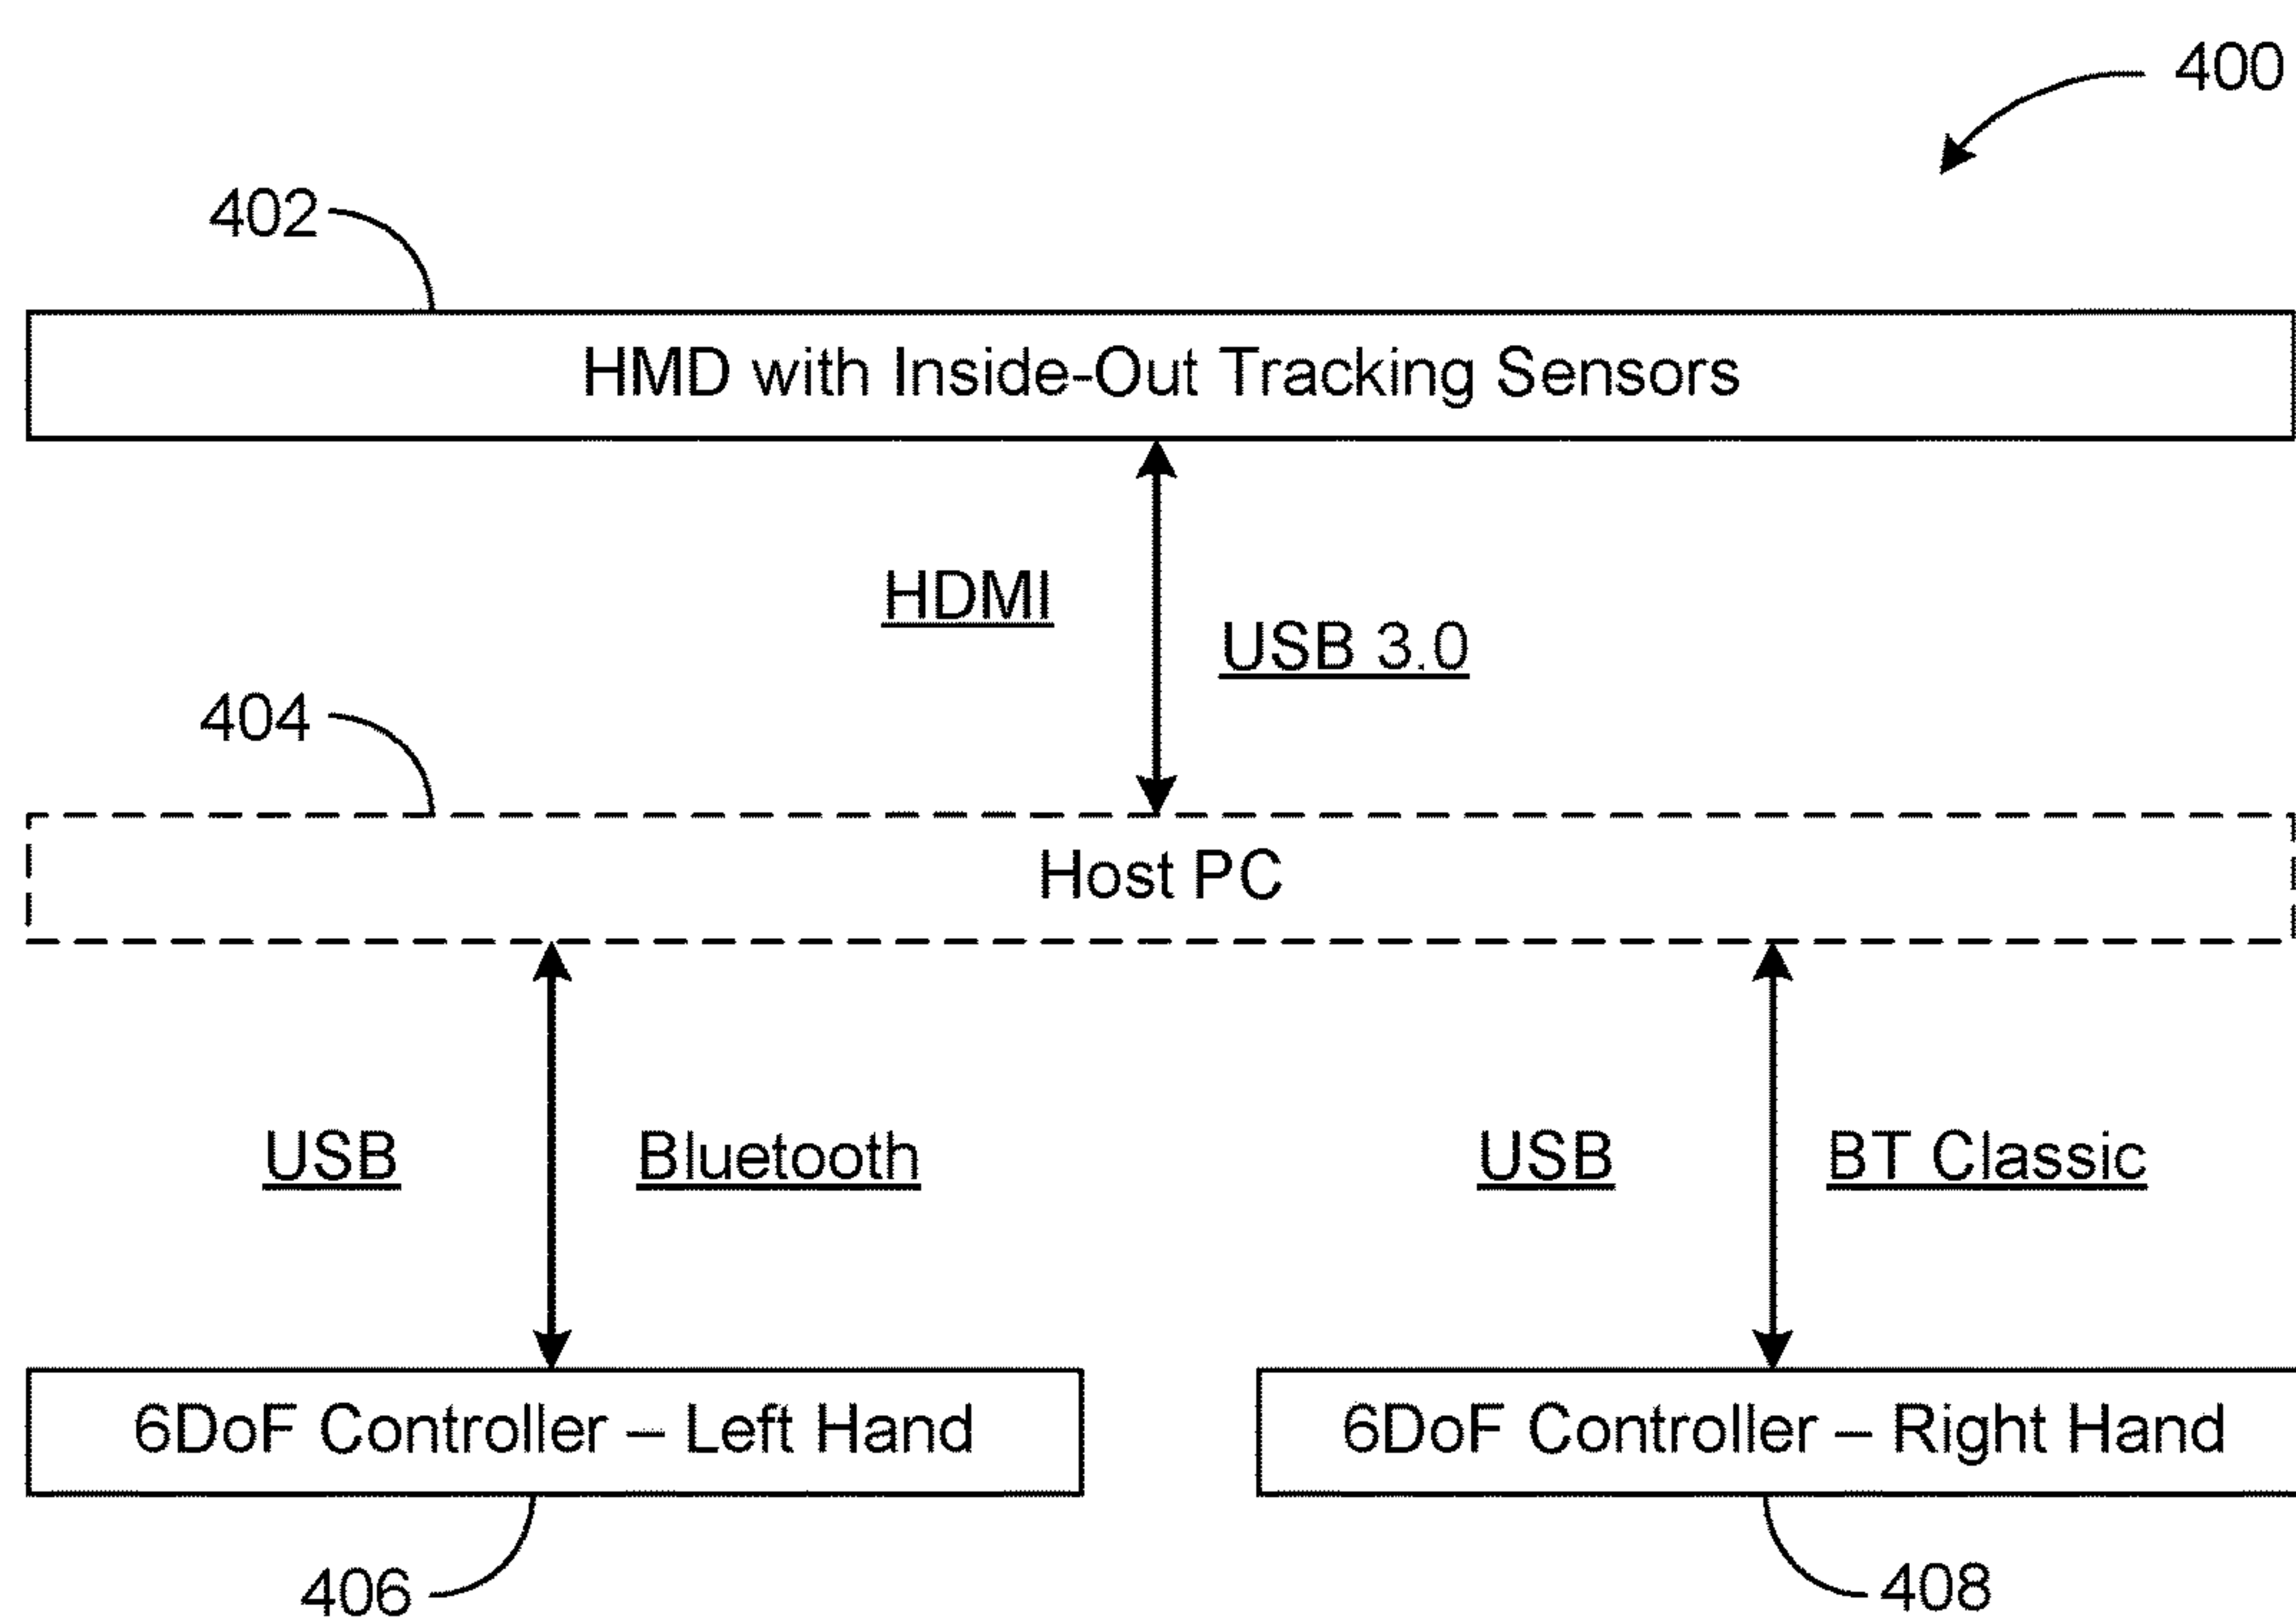 400
402
HMD with Inside-Out Tracking Sensors
HDMI
USB 3.0
404
Host PC
USB Bluetooth USB BT Classic
6DoF Controller – Left Hand 6DoF Controller – Right Hand
406 408